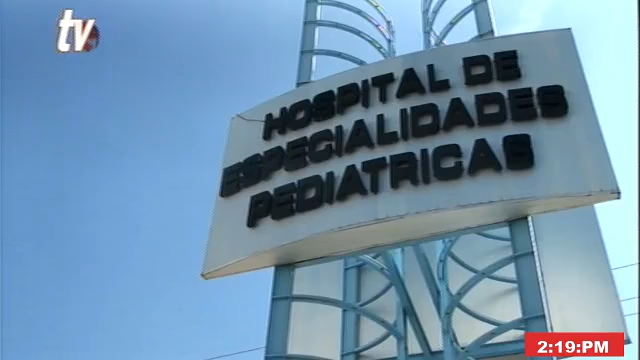 tv
HOSPITAL DE
ESPECIALIDADES
PEDIATRICAS
2:19:PM